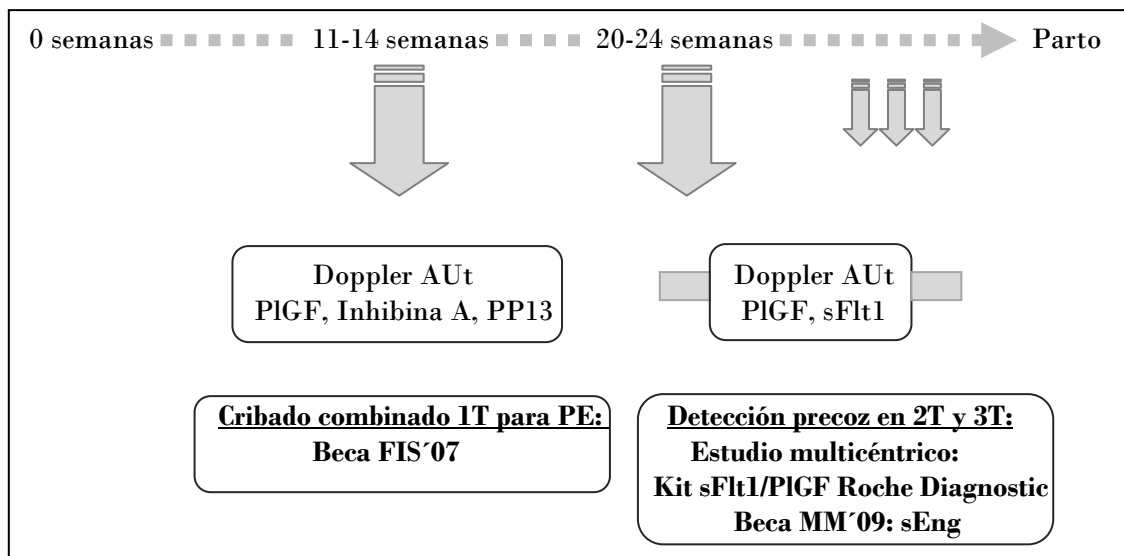 0 semanas 11-14 semanas 20-24 semanas Parto
Doppler AUt
PlGF, Inhibina A, PP13
Doppler AUt
PlGF, sFlt1
Cribado combinado 1T para PE:
Beca FIS´07
Detección precoz en 2T y 3T:
Estudio multicéntrico:
Kit sFlt1/PlGF Roche Diagnostic
Beca MM´09: sEng